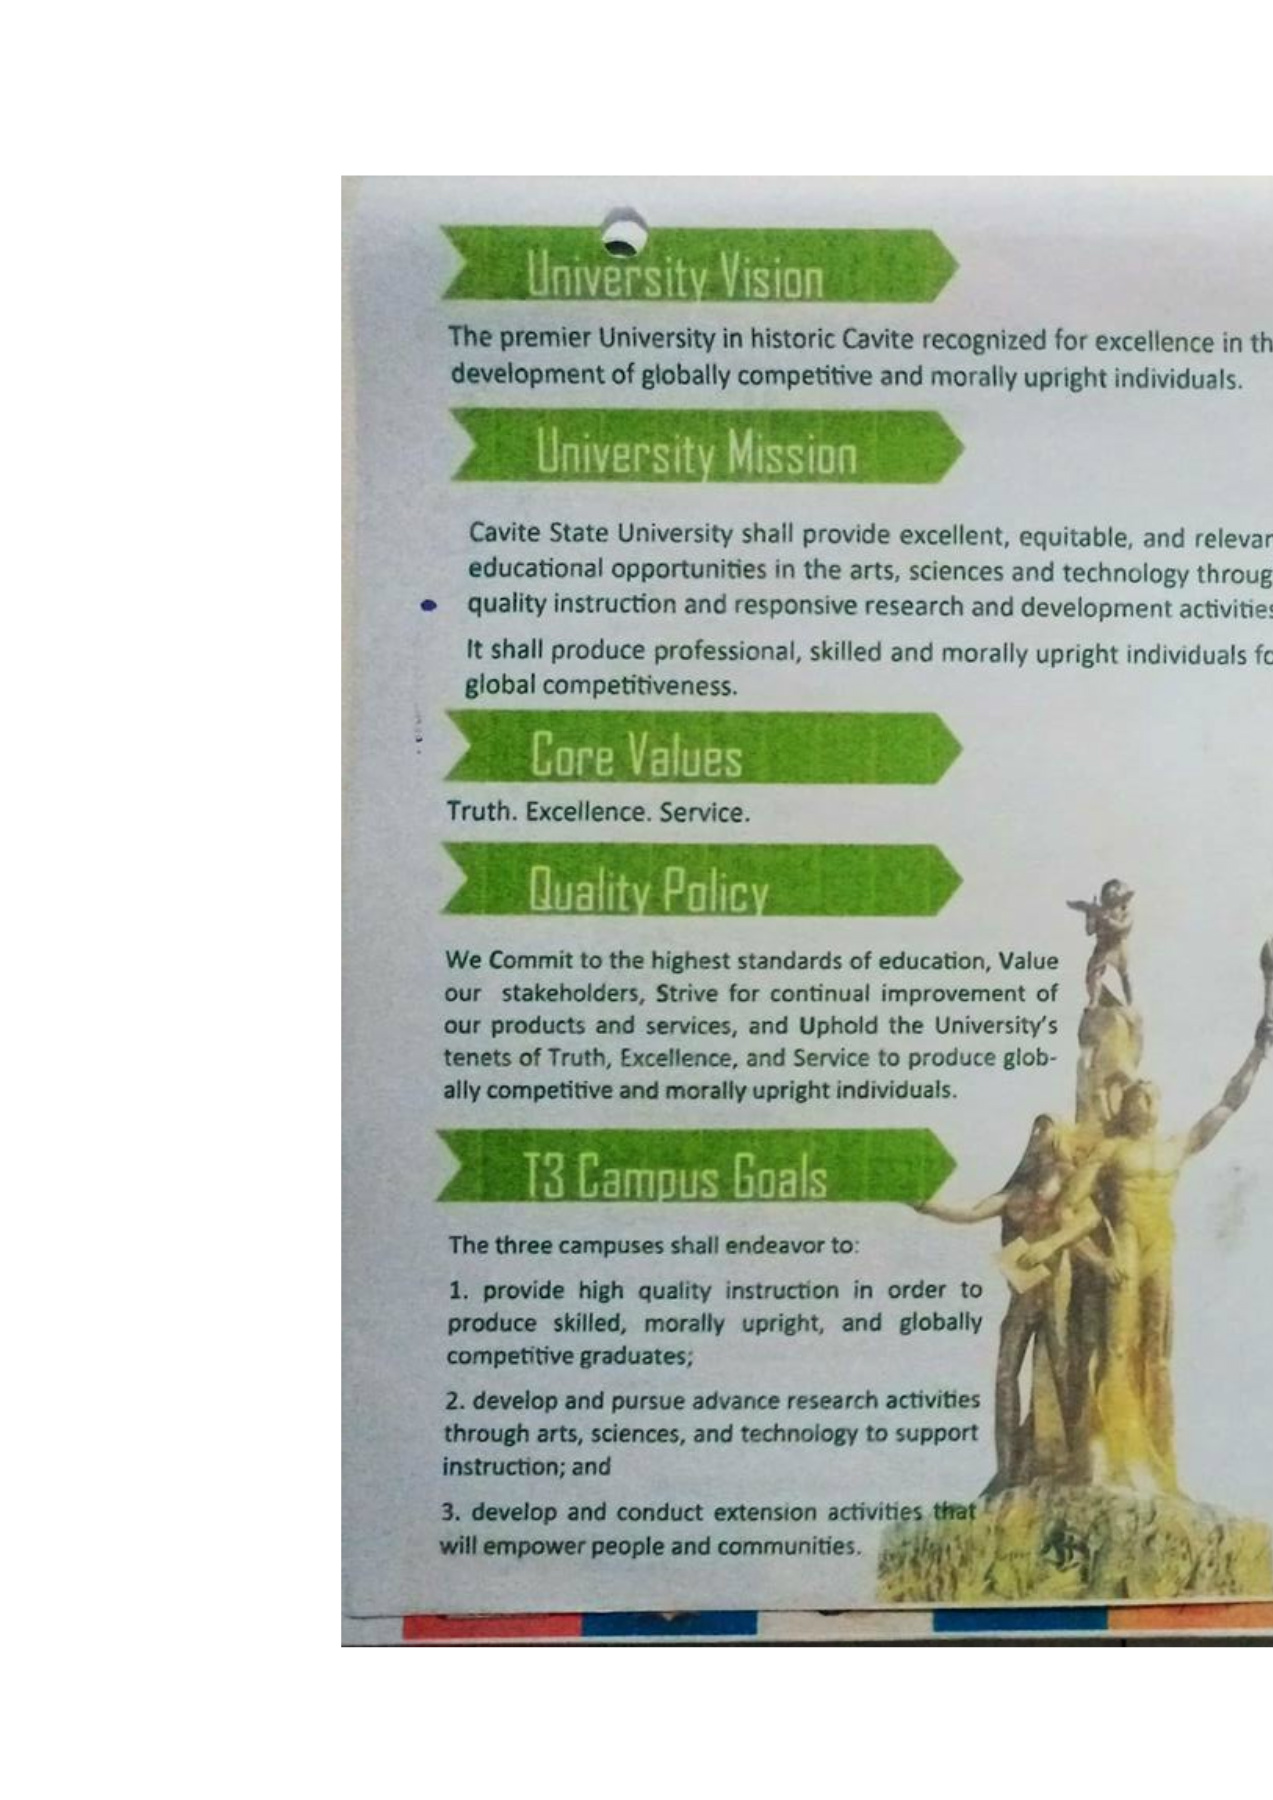 University Vision
The premier University in historic Cavite recognized for excellence in th
development of globally competitive and morally upright individuals.
University Mission
Cavite State University shall provide excellent, equitable, and relevan
educational opportunities in the arts, sciences and technology throug
quality instruction and responsive research and development activities
It shall produce professional, skilled and morally upright individuals fo
global competitiveness.
Core Values
Truth. Excellence. Service.
Quality Policy
We Commit to the highest standards of education, Value
our stakeholders, Strive for continual improvement of
our products and services, and Uphold the University's
tenets of Truth, Excellence, and Service to produce glob-
ally competitive and morally upright individuals.
T3 Campus Goals
The three campuses shall endeavor to:
1. provide high quality instruction in order to
produce skilled, morally upright, and globally
competitive graduates;
2. develop and pursue advance research activities
through arts, sciences, and technology to support
instruction; and
3. develop and conduct extension activities that
will empower people and communities.